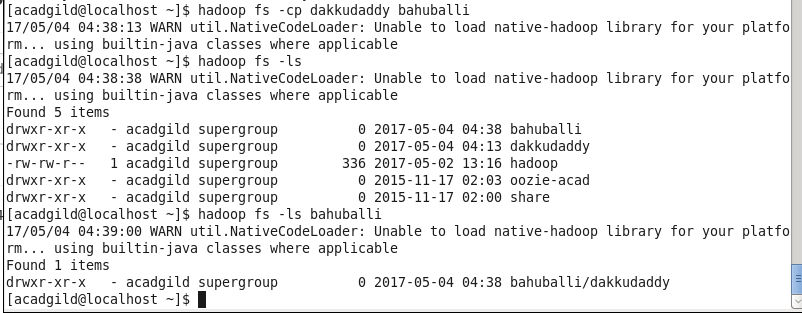 [acadgild@localhost ~]$ hadoop fs -cp dakkudaddy bahuballi
17/05/04 04:38:13 WARN util.NativeCodeLoader: Unable to load native-hadoop library for your platfo
rm... using builtin-java classes where applicable
[acadgild@localhost ~]$ hadoop fs -ls
17/05/04 04:38:38 WARN util.NativeCodeLoader: Unable to load native-hadoop library for your platfo
rm... using builtin-java classes where applicable
Found 5 items
drwxr-xr-x   - acadgild supergroup          0 2017-05-04 04:38 bahuballi
drwxr-xr-x   - acadgild supergroup          0 2017-05-04 04:13 dakkudaddy
-rw-rw-r--   1 acadgild supergroup        336 2017-05-02 13:16 hadoop
drwxr-xr-x   - acadgild supergroup          0 2015-11-17 02:03 oozie-acad
drwxr-xr-x   - acadgild supergroup          0 2015-11-17 02:00 share
[acadgild@localhost ~]$ hadoop fs -ls bahuballi
17/05/04 04:39:00 WARN util.NativeCodeLoader: Unable to load native-hadoop library for your platfo
rm... using builtin-java classes where applicable
Found 1 items
drwxr-xr-x   - acadgild supergroup          0 2017-05-04 04:38 bahuballi/dakkudaddy
[acadgild@localhost ~]$